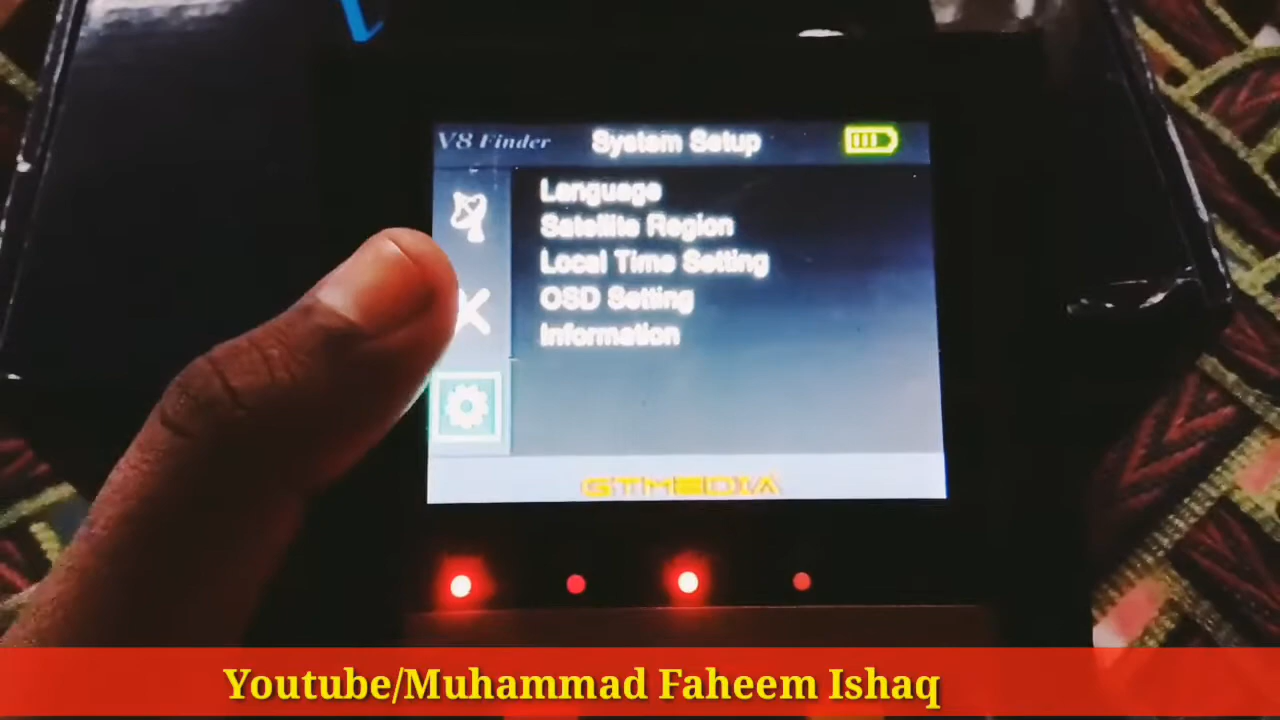 V8 Finder System Setup
Language
Satellite Region
Local Time Setting
OSD Setting
Information
GTMEDIA
Youtube/Muhammad Faheem Ishaq